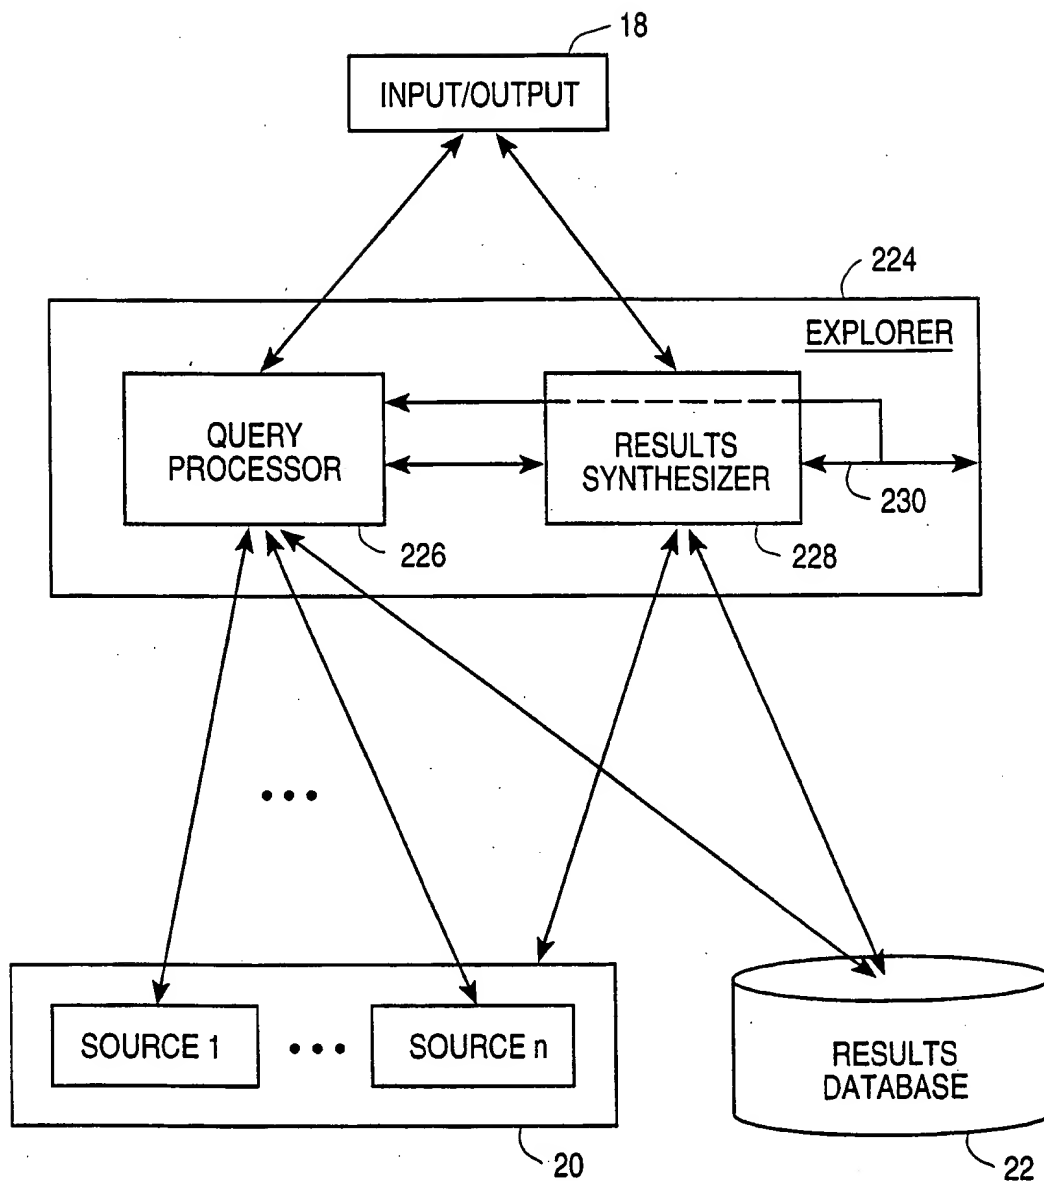 18
INPUT/OUTPUT
224
EXPLORER
QUERY
PROCESSOR
RESULTS
SYNTHESIZER
230
226
228
SOURCE 1
SOURCE n
RESULTS
DATABASE
20
22